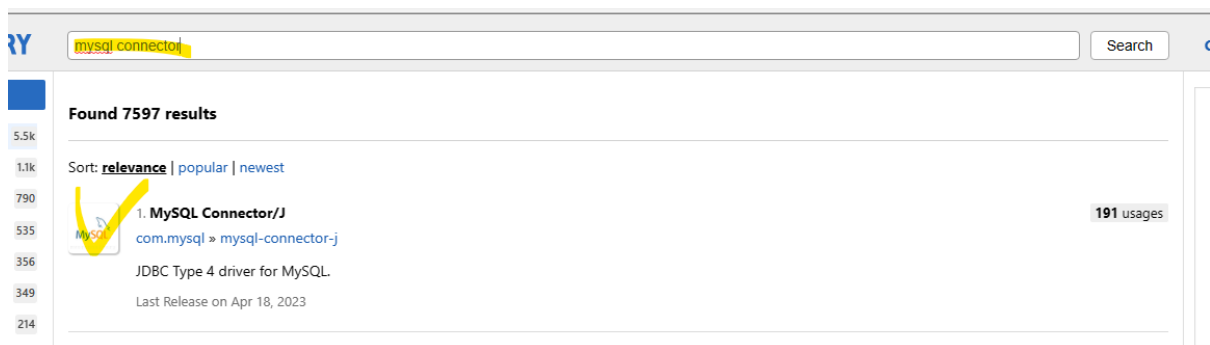 RY
mysql connector
Search
Found 7597 results
5.5k
1.1k
Sort: relevance | popular | newest
790
1. MySQL Connector/J
191 usages
535
MySQL
com.mysql » mysql-connector-j
356
JDBC Type 4 driver for MySQL.
349
Last Release on Apr 18, 2023
214